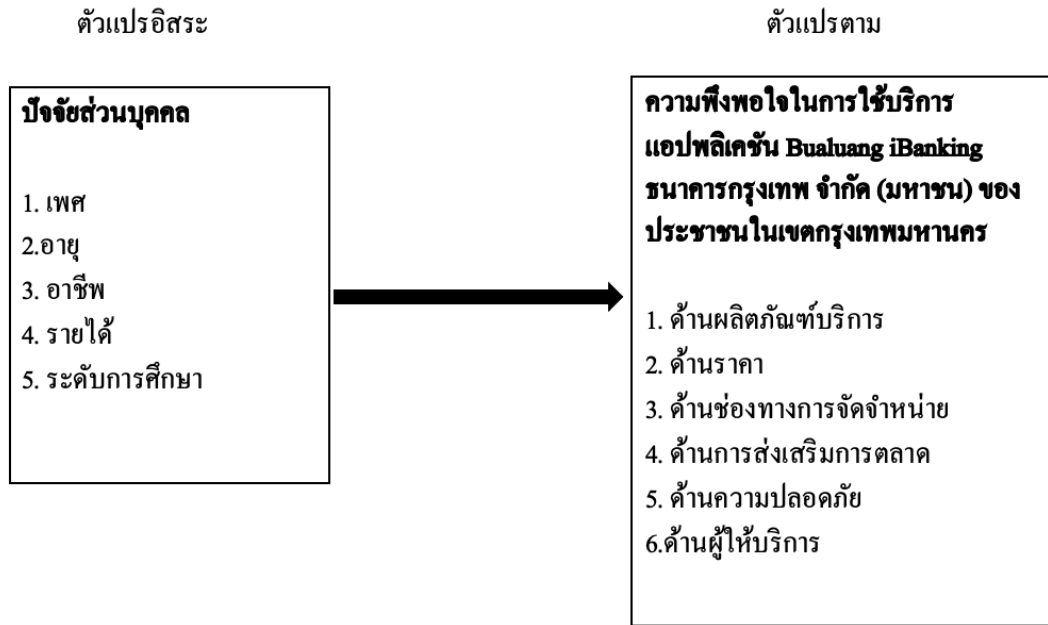 ตัวแปรอิสระ
ตัวแปรตาม
ปัจจัยส่วนบุคคล
1. เพศ
2.อายุ
3. อาชีพ
4. รายได้
5. ระดับการศึกษา
ความพึงพอใจในการใช้บริการ
แอปพลิเคชัน Bualuang iBanking
ธนาคารกรุงเทพ จำกัด (มหาชน) ของ
ประชาชนในเขตกรุงเทพมหานคร
1. ด้านผลิตภัณฑ์บริการ
2. ด้านราคา
3. ด้านช่องทางการจัดจำหน่าย
4. ด้านการส่งเสริมการตลาด
5. ด้านความปลอดภัย
6.ด้านผู้ให้บริการ